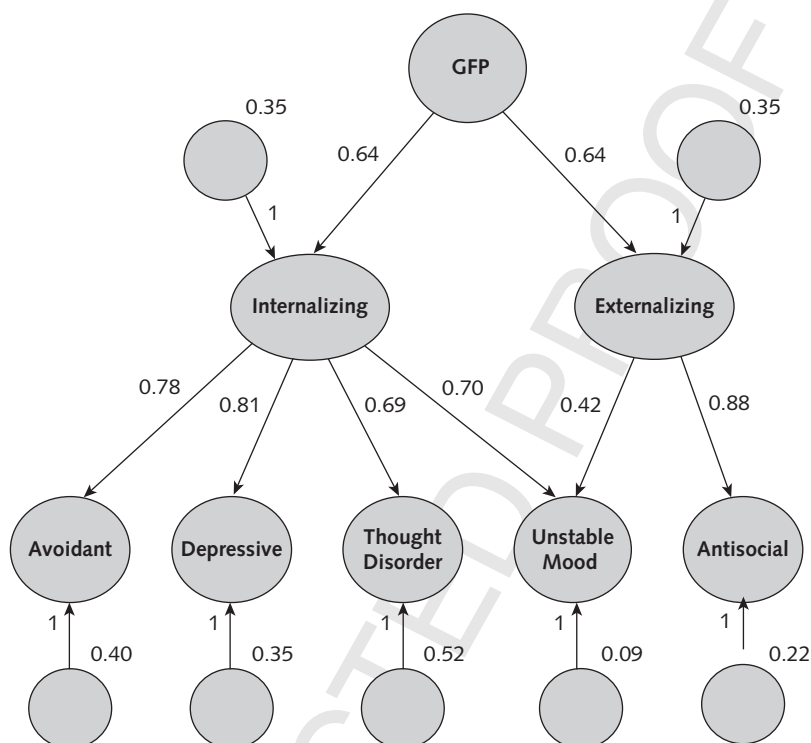 GFP
0.35
0.35
0.64
0.64
1
1
Internalizing
Externalizing
0.78
0.81
0.69
0.70
0.42
0.88
Avoidant
Depressive
Thought
Disorder
Unstable
Mood
Antisocial
1
1
1
1
1
0.40
0.35
0.52
0.09
0.22